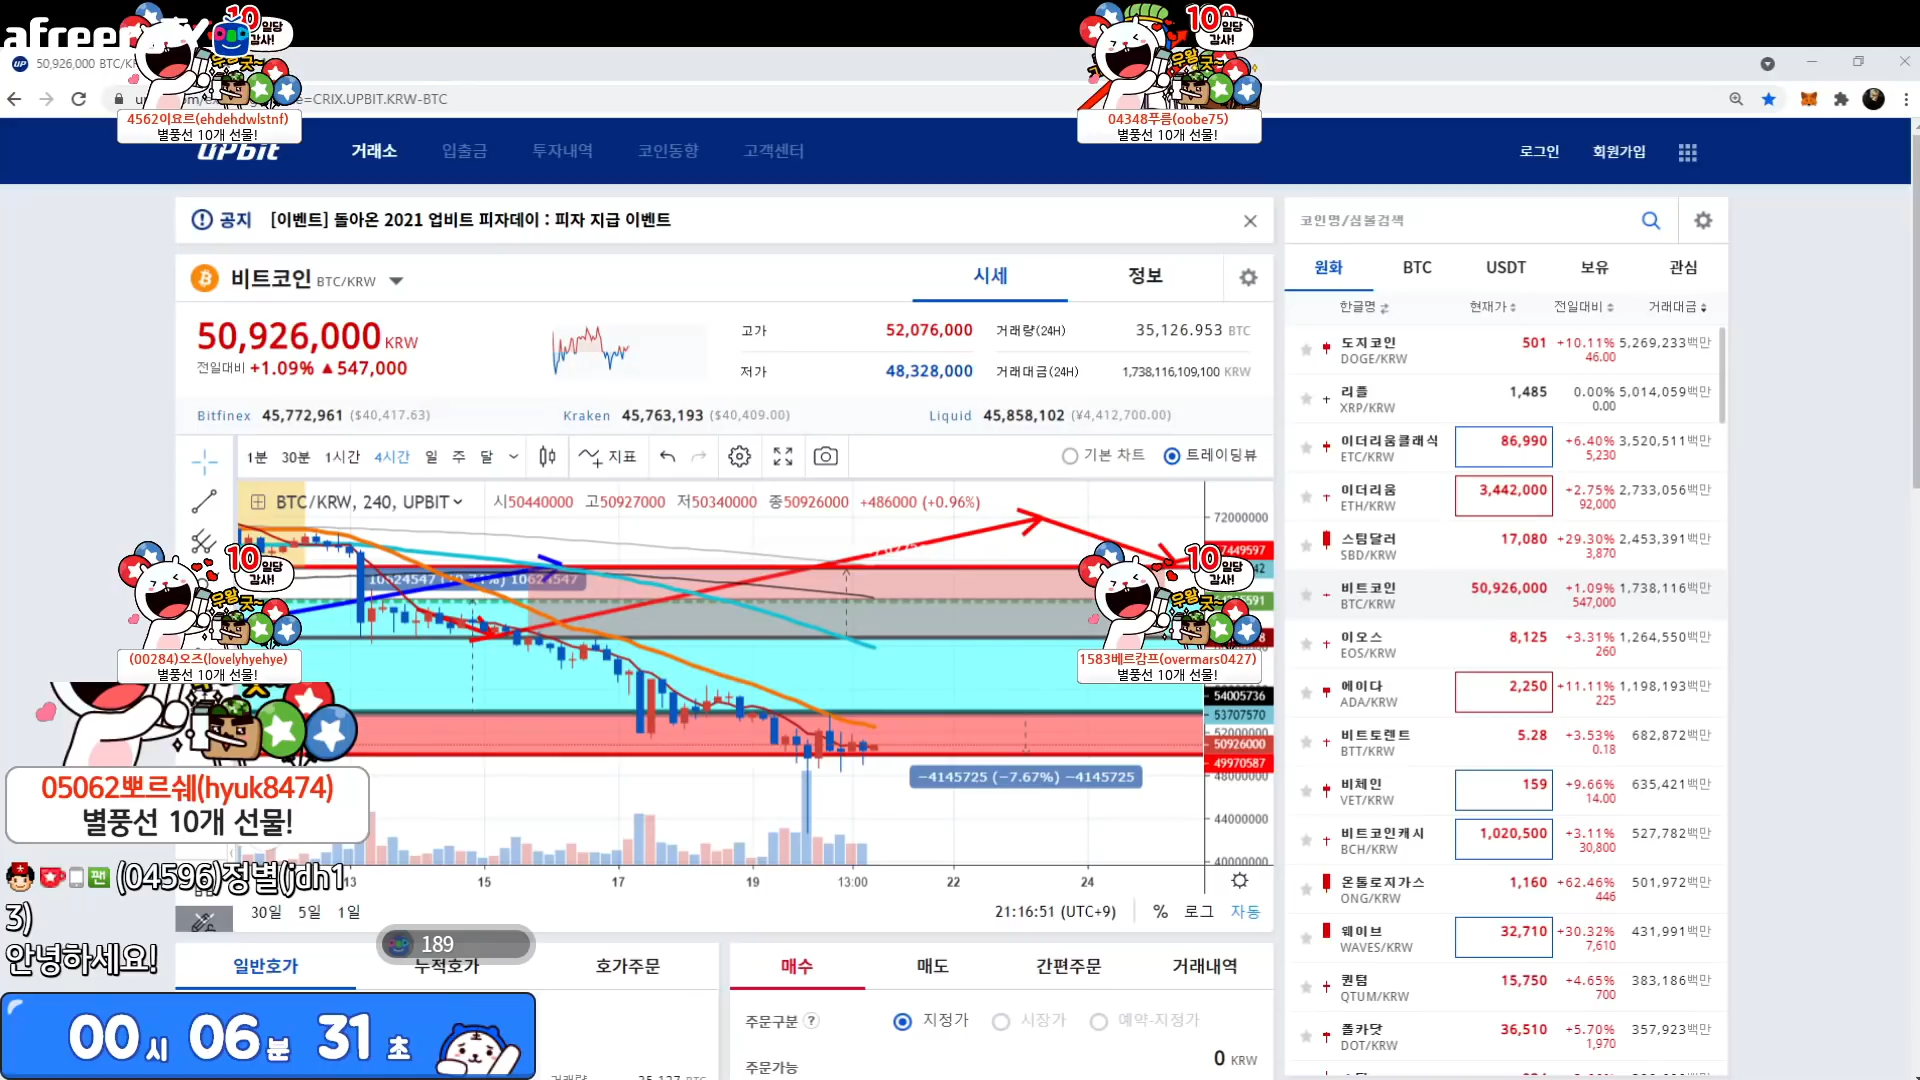 10 일당 감사!
4562이요르(ehdehdwlstnf)
별풍선 10개 선물!
04348푸름(oobe75)
별풍선 10개 선물!
50,926,000 BTC/K
=CRIX.UPBIT.KRW-BTC
UPbit
거래소
입출금
투자내역
코인동향
고객센터
로그인
회원가입
공지 [이벤트] 돌아온 2021 업비트 피자데이 : 피자 지급 이벤트
비트코인 BTC/KRW
시세
정보
50,926,000 KRW
전일대비 +1.09% ▲547,000
고가 52,076,000 거래량(24H) 35,126.953 BTC
저가 48,328,000 거래대금(24H) 1,738,116,109,100 KRW
Bitfinex 45,772,961 ($40,417.63) Kraken 45,763,193 ($40,409.00) Liquid 45,858,102 (¥4,412,700.00)
1분 30분 1시간 4시간 일 주 달 지표 기본 차트 트레이딩뷰
BTC/KRW, 240, UPBIT 시50440000 고50927000 저50340000 종50926000 +486000 (+0.96%)
72000000
54005736
53707570
52000000
50926000
49970587
48000000
44000000
40000000
−4145725 (−7.67%) −4145725
(00284)오즈(lovelyhyehye)
별풍선 10개 선물!
1583베르캄프(overmars0427)
별풍선 10개 선물!
05062뽀르쉐(hyuk8474)
별풍선 10개 선물!
13 15 17 19 13:00 22 24
30일 5일 1일
21:16:51 (UTC+9) % 로그 자동
팬 (04596)정별(jdh1
3)
안녕하세요!
189
일반호가 누적호가 호가주문
매수 매도 간편주문 거래내역
주문구분 ? 지정가 시장가 예약-지정가
주문가능 0 KRW
00시 06분 31초
코인명/심볼검색
원화 BTC USDT 보유 관심
한글명 현재가 전일대비 거래대금
도지코인 501 +10.11% 5,269,233백만
DOGE/KRW 46.00
리플 1,485 0.00% 5,014,059백만
XRP/KRW 0.00
이더리움클래식 86,990 +6.40% 3,520,511백만
ETC/KRW 5,230
이더리움 3,442,000 +2.75% 2,733,056백만
ETH/KRW 92,000
스팀달러 17,080 +29.30% 2,453,391백만
SBD/KRW 3,870
비트코인 50,926,000 +1.09% 1,738,116백만
BTC/KRW 547,000
이오스 8,125 +3.31% 1,264,550백만
EOS/KRW 260
에이다 2,250 +11.11% 1,198,193백만
ADA/KRW 225
비트토렌트 5.28 +3.53% 682,872백만
BTT/KRW 0.18
비체인 159 +9.66% 635,421백만
VET/KRW 14.00
비트코인캐시 1,020,500 +3.11% 527,782백만
BCH/KRW 30,800
온톨로지가스 1,160 +62.46% 501,972백만
ONG/KRW 446
웨이브 32,710 +30.32% 431,991백만
WAVES/KRW 7,610
퀀텀 15,750 +4.65% 383,186백만
QTUM/KRW 700
폴카닷 36,510 +5.70% 357,923백만
DOT/KRW 1,970